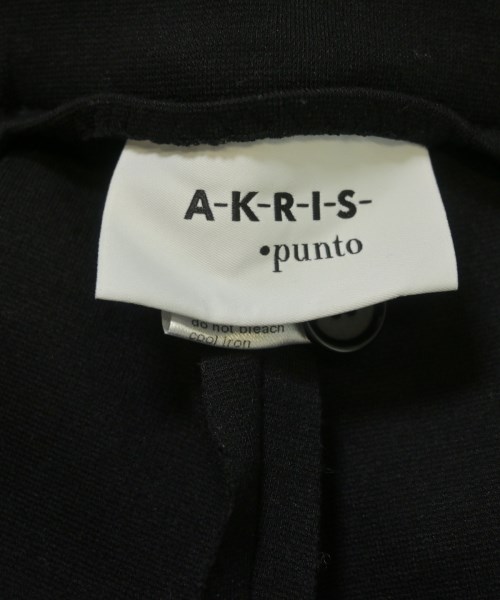 A-K-R-I-S-
•punto
do not bleach
cool iron